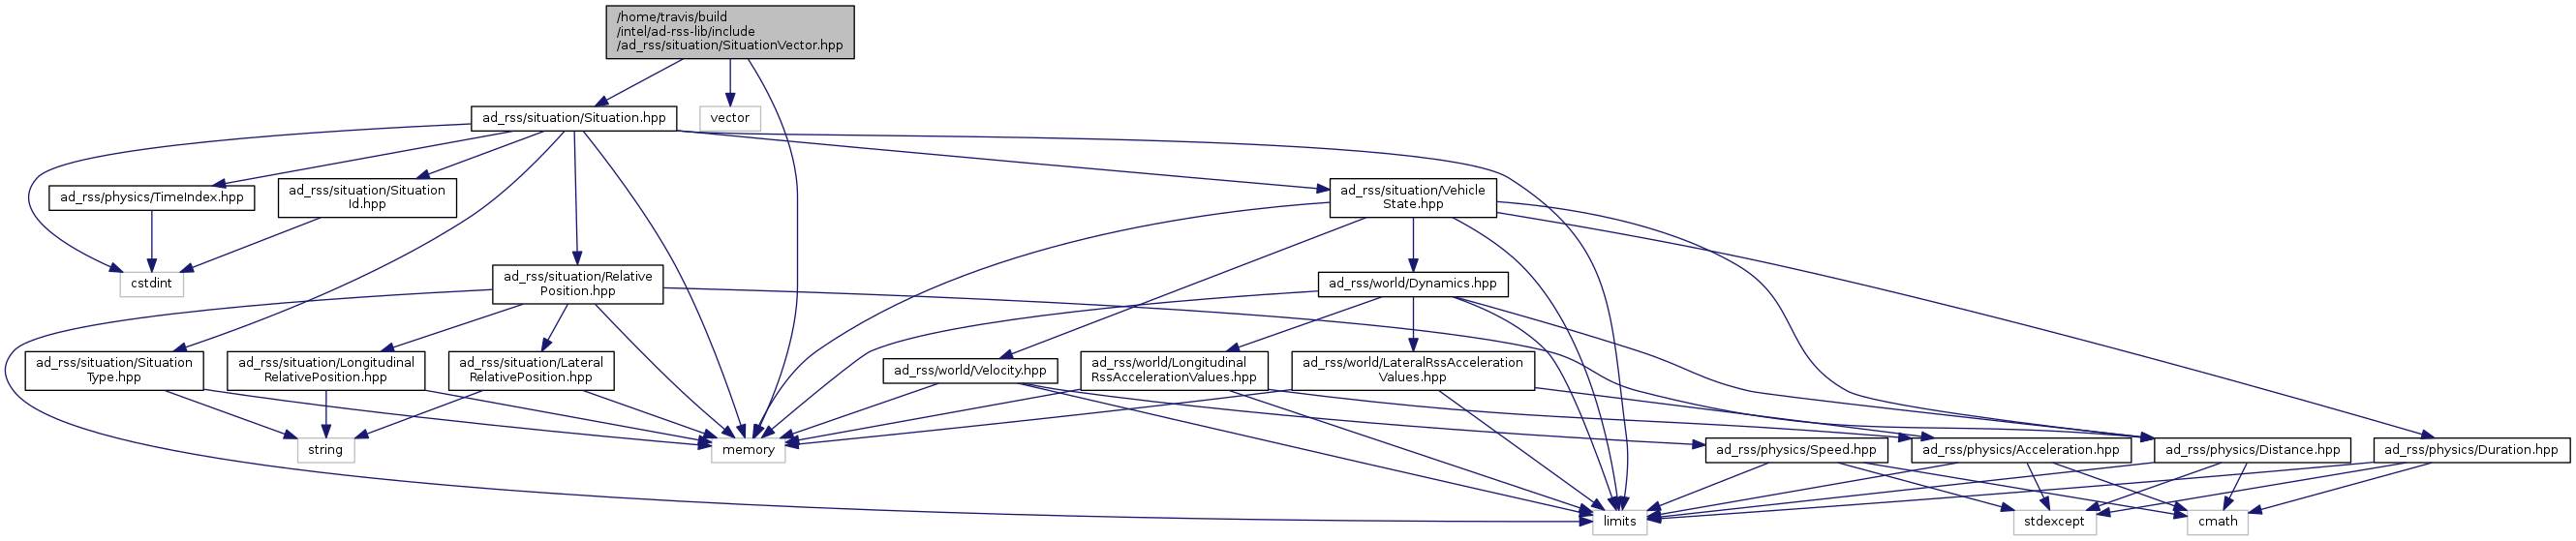 /home/travis/build
/intel/ad-rss-lib/include
/ad_rss/situation/SituationVector.hpp
ad_rss/situation/Situation.hpp
vector
ad_rss/physics/TimeIndex.hpp
ad_rss/situation/Situation
Id.hpp
ad_rss/situation/Vehicle
State.hpp
cstdint
ad_rss/situation/Relative
Position.hpp
ad_rss/world/Dynamics.hpp
ad_rss/situation/Situation
Type.hpp
ad_rss/situation/Longitudinal
RelativePosition.hpp
ad_rss/situation/Lateral
RelativePosition.hpp
ad_rss/world/Velocity.hpp
ad_rss/world/Longitudinal
RssAccelerationValues.hpp
ad_rss/world/LateralRssAcceleration
Values.hpp
string
memory
ad_rss/physics/Speed.hpp
ad_rss/physics/Acceleration.hpp
ad_rss/physics/Distance.hpp
ad_rss/physics/Duration.hpp
limits
stdexcept
cmath